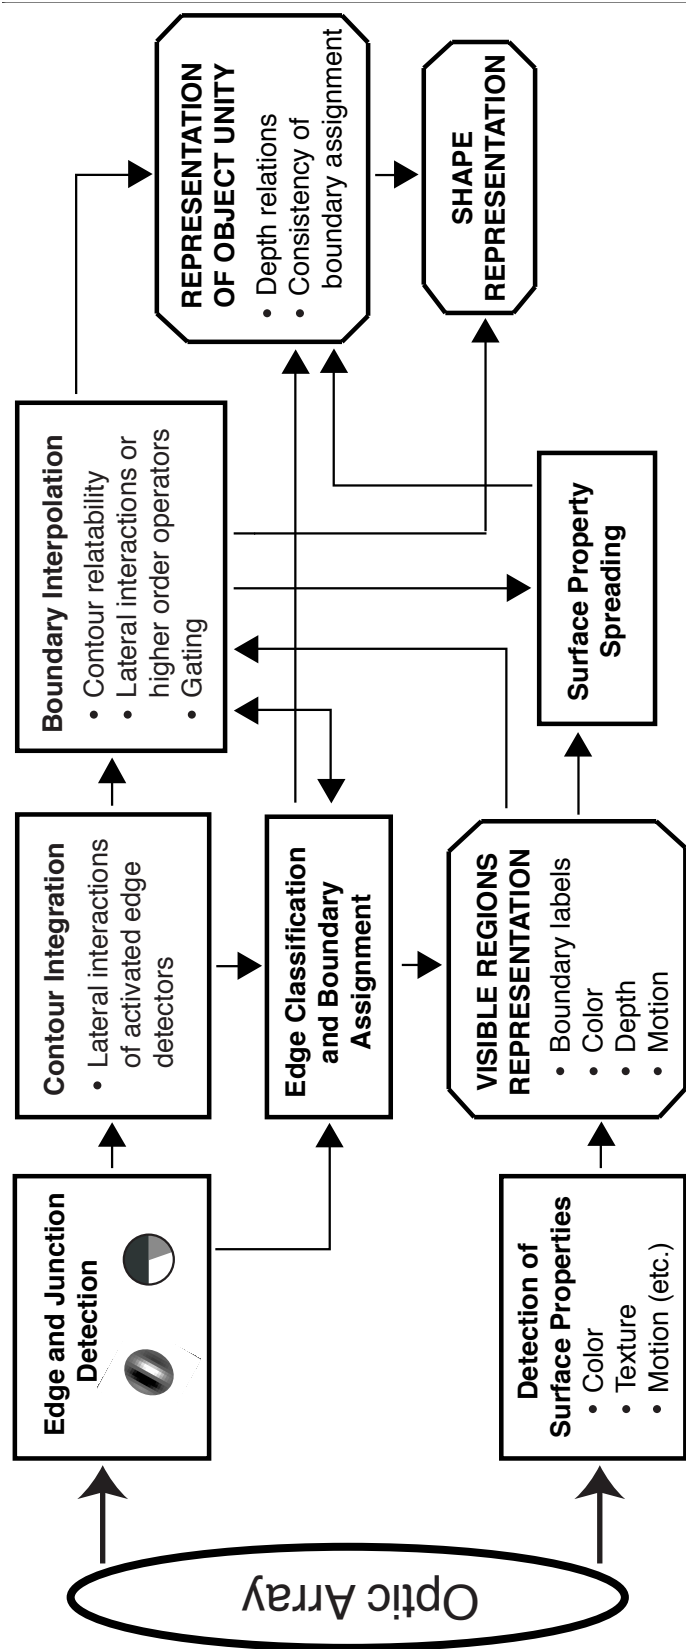 Optic Array
Edge and Junction
Detection
Detection of
Surface Properties
• Color
• Texture
• Motion (etc.)
Contour Integration
• Lateral interactions
of activated edge
detectors
Edge Classification
and Boundary
Assignment
VISIBLE REGIONS
REPRESENTATION
• Boundary labels
• Color
• Depth
• Motion
Boundary Interpolation
• Contour relatability
• Lateral interactions or
higher order operators
• Gating
Surface Property
Spreading
REPRESENTATION
OF OBJECT UNITY
• Depth relations
• Consistency of
boundary assignment
SHAPE
REPRESENTATION